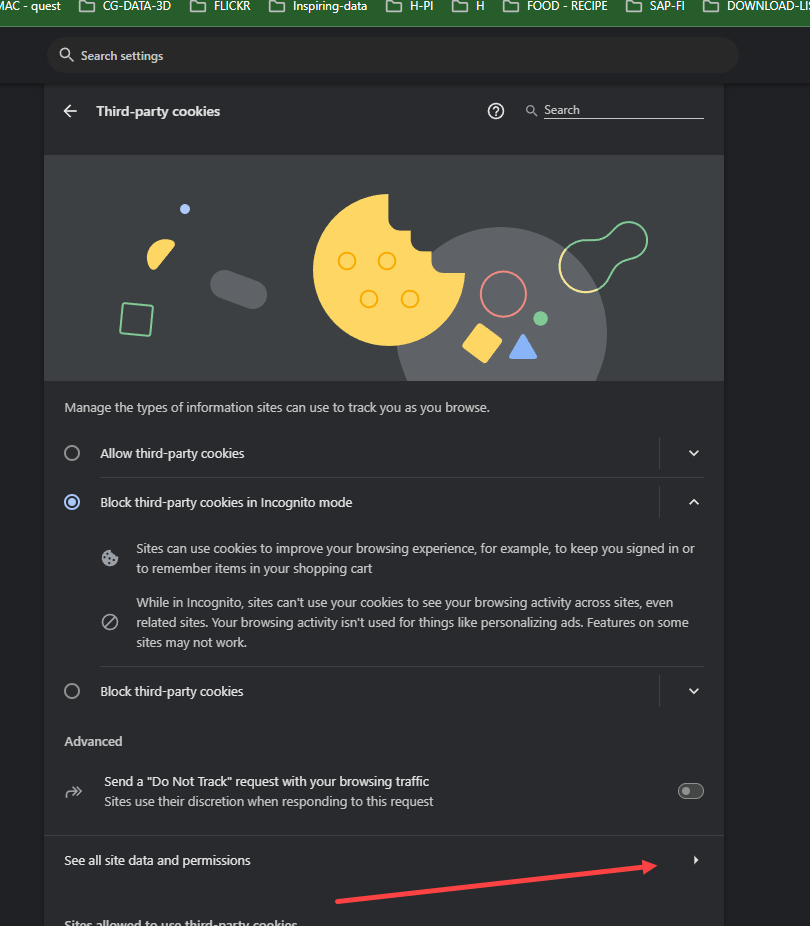 MAC - quest CG-DATA-3D FLICKR Inspiring-data H-PI H FOOD - RECIPE SAP-FI DOWNLOAD-LIS
Search settings
Third-party cookies
Search
Manage the types of information sites can use to track you as you browse.
Allow third-party cookies
Block third-party cookies in Incognito mode
Sites can use cookies to improve your browsing experience, for example, to keep you signed in or
to remember items in your shopping cart
While in Incognito, sites can't use your cookies to see your browsing activity across sites, even
related sites. Your browsing activity isn't used for things like personalizing ads. Features on some
sites may not work.
Block third-party cookies
Advanced
Send a "Do Not Track" request with your browsing traffic
Sites use their discretion when responding to this request
See all site data and permissions
Sites allowed to use third-party cookies